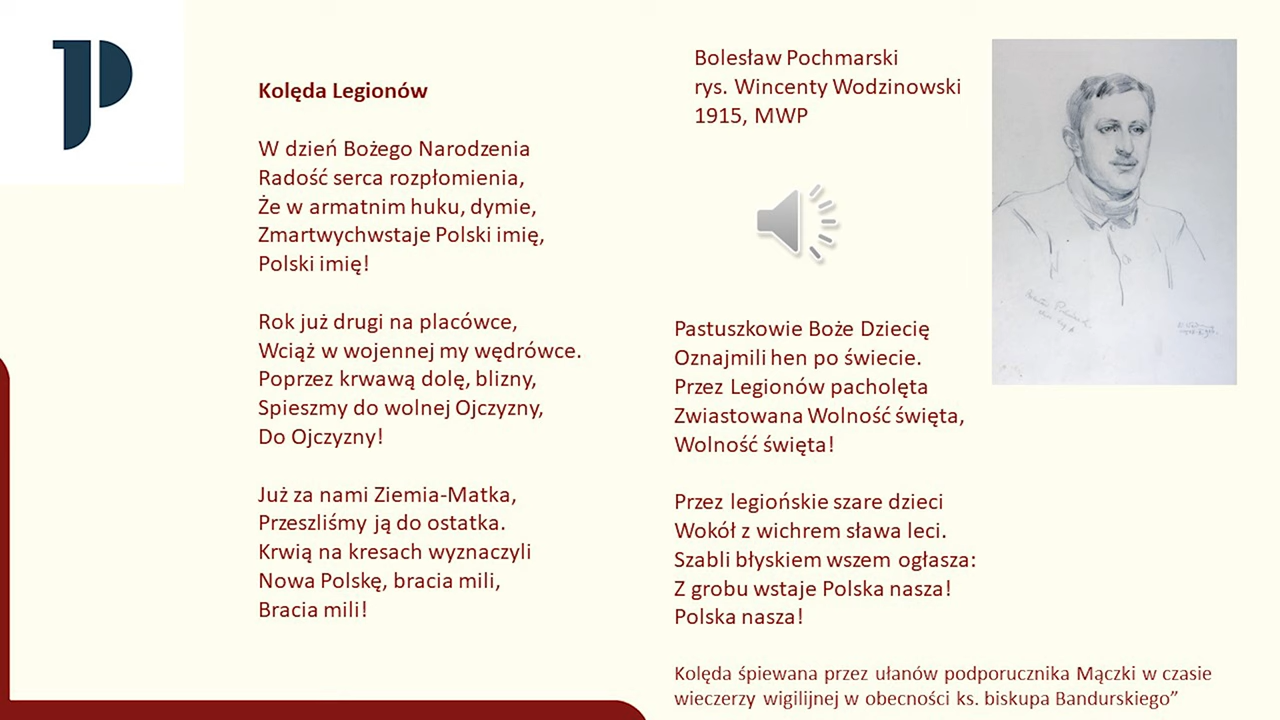 Kolęda Legionów
W dzień Bożego Narodzenia
Radość serca rozpłomienia,
Że w armatnim huku, dymie,
Zmartwychwstaje Polski imię,
Polski imię!
Rok już drugi na placówce,
Wciąż w wojennej my wędrówce.
Poprzez krwawą dolę, blizny,
Spieszmy do wolnej Ojczyzny,
Do Ojczyzny!
Już za nami Ziemia-Matka,
Przeszliśmy ją do ostatka.
Krwią na kresach wyznaczyli
Nowa Polskę, bracia mili,
Bracia mili!
Bolesław Pochmarski
rys. Wincenty Wodzinowski
1915, MWP
Pastuszkowie Boże Dziecię
Oznajmili hen po świecie.
Przez Legionów pacholęta
Zwiastowana Wolność święta,
Wolność święta!
Przez legiońskie szare dzieci
Wokół z wichrem sława leci.
Szabli błyskiem wszem ogłasza:
Z grobu wstaje Polska nasza!
Polska nasza!
Kolęda śpiewana przez ułanów podporucznika Mączki w czasie
wieczerzy wigilijnej w obecności ks. biskupa Bandurskiego”